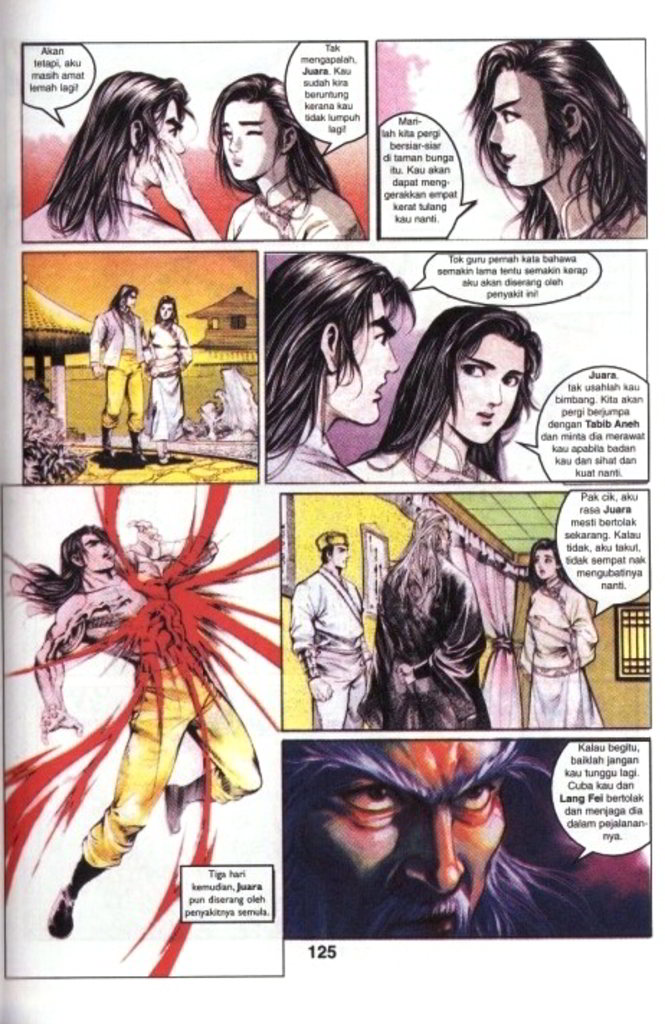 Akan
tetapi, aku
masih amat
lemah lagi!
Tak
mengapalah,
Juara. Kau
sudah kira
beruntung
kerana kau
tidak lumpuh
lagi!
Mari-
lah kita pergi
bersiar-siar
di taman bunga
itu. Kau akan
dapat meng-
gerakkan empat
kerat tulang
kau nanti.
Tok guru pernah kata bahawa
semakin lama tentu semakin kerap
aku akan diserang oleh
penyakit ini!
Juara,
tak usahlah kau
bimbang. Kita akan
pergi berjumpa
dengan Tabib Aneh
dan minta dia merawat
kau apabila badan
kau dan sihat dan
kuat nanti.
Tiga hari
kemudian, Juara
pun diserang oleh
penyakitnya semula.
Pak cik, aku
rasa Juara
mesti bertolak
sekarang. Kalau
tidak, aku takut,
tidak sempat nak
mengubatinya
nanti.
Kalau begitu,
baiklah jangan
kau tunggu lagi.
Cuba kau dan
Lang Fei bertolak
dan menjaga dia
dalam pejalanan-
nya.
125